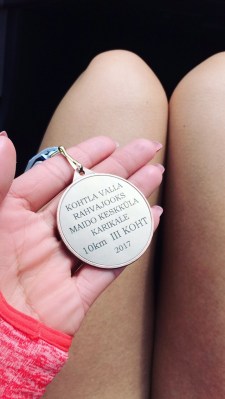 KOHTLA VALLA
RAHVAJOOKS
MAIDO KESKKÜLA
KARIKALE
10km III KOHT
2017